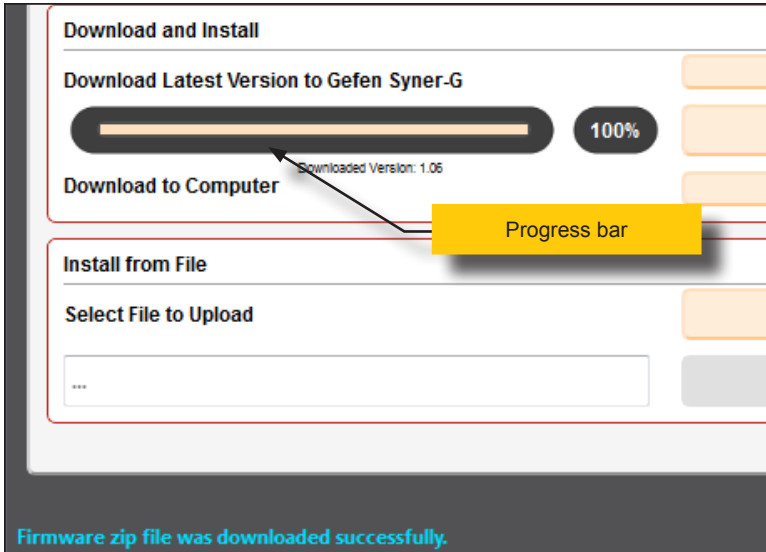 Download and Install
Download Latest Version to Gefen Syner-G
100%
Downloaded Version: 1.06
Download to Computer
Progress bar
Install from File
Select File to Upload
...
Firmware zip file was downloaded successfully.